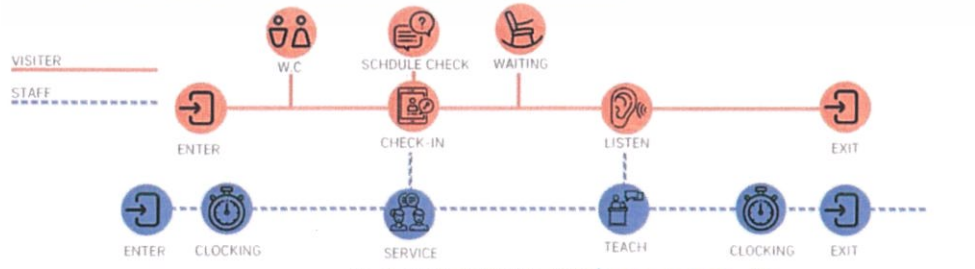 VISITER
STAFF
W.C
SCHDULE CHECK
WAITING
ENTER
CHECK-IN
LISTEN
EXIT
ENTER
CLOCKING
SERVICE
TEACH
CLOCKING
EXIT